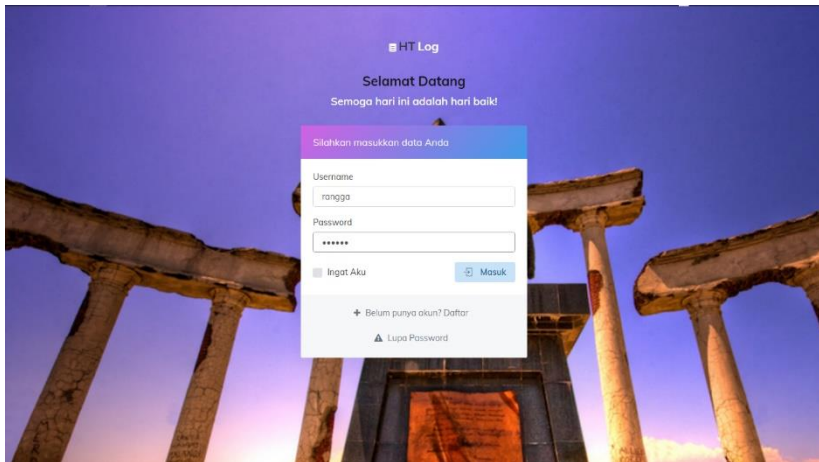 HT Log
Selamat Datang
Semoga hari ini adalah hari baik!
Silahkan masukkan data Anda
Username
rangga
Password
••••••
Ingat Aku
Masuk
Belum punya akun? Daftar
Lupa Password